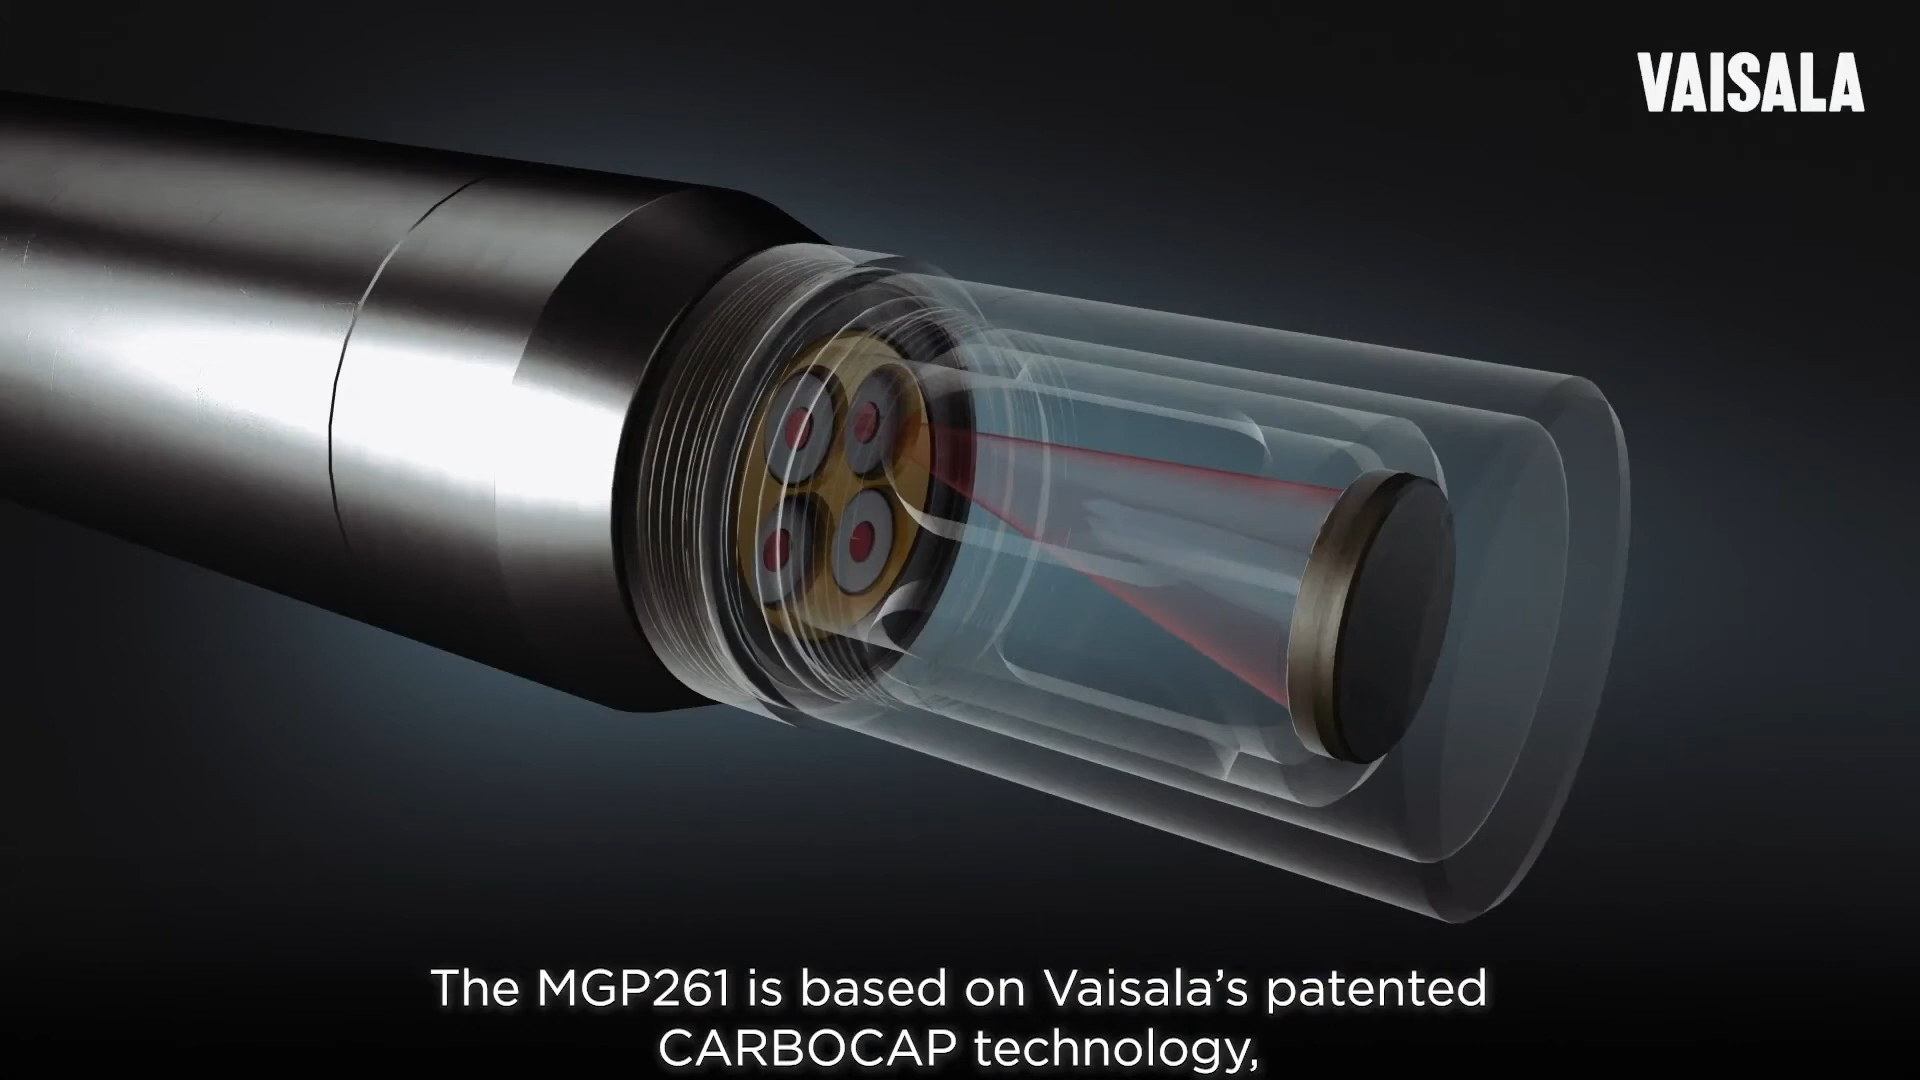 VAISALA
The MGP261 is based on Vaisala’s patented
CARBOCAP technology,